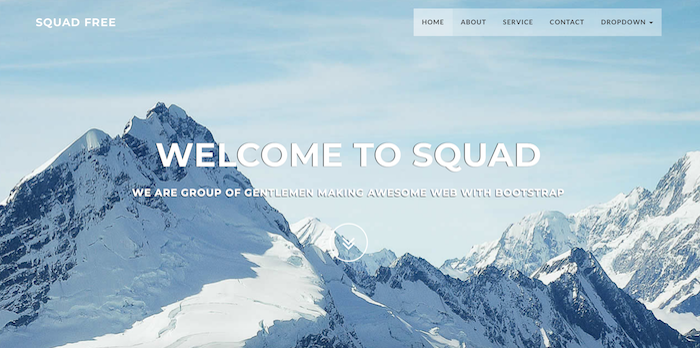 SQUAD FREE
HOME ABOUT SERVICE CONTACT DROPDOWN
WELCOME TO SQUAD
WE ARE GROUP OF GENTLEMEN MAKING AWESOME WEB WITH BOOTSTRAP